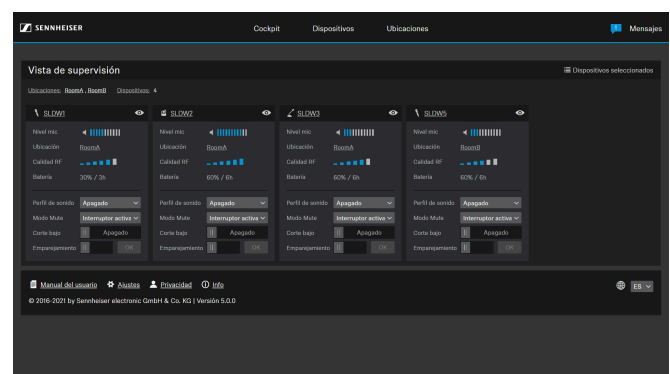 SENNHEISER Cockpit Dispositivos Ubicaciones Mensajes
Vista de supervisión Dispositivos seleccionados
Ubicaciones: RoomA , RoomB Dispositivos: 4
SLDW1 SLDW2 SLDW3 SLDW5
Nivel mic Nivel mic Nivel mic Nivel mic
Ubicación RoomA Ubicación RoomA Ubicación RoomA Ubicación RoomB
Calidad RF Calidad RF Calidad RF Calidad RF
Batería 30% / 3h Batería 60% / 6h Batería 60% / 6h Batería 60% / 6h
Perfil de sonido Apagado Perfil de sonido Apagado Perfil de sonido Apagado Perfil de sonido Apagado
Modo Mute Interruptor activa Modo Mute Interruptor activa Modo Mute Interruptor activa Modo Mute Interruptor activa
Corte bajo Apagado Corte bajo Apagado Corte bajo Apagado Corte bajo Apagado
Emparejamiento OK Emparejamiento OK Emparejamiento OK Emparejamiento OK
Manual del usuario Ajustes Privacidad Info ES
© 2016-2021 by Sennheiser electronic GmbH & Co. KG | Versión 5.0.0